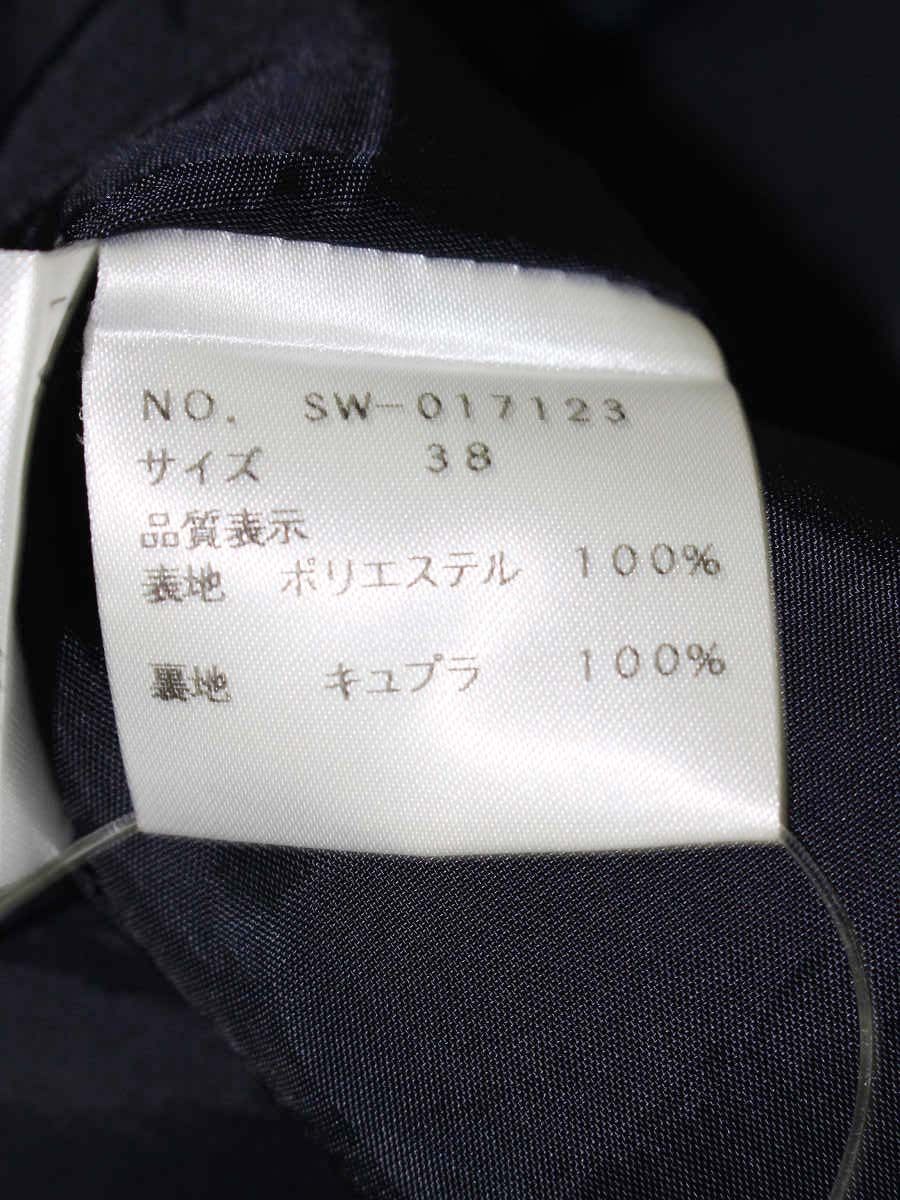 NO. SW-017123
サイズ 38
品質表示
表地 ポリエステル 100%
裏地 キュプラ 100%